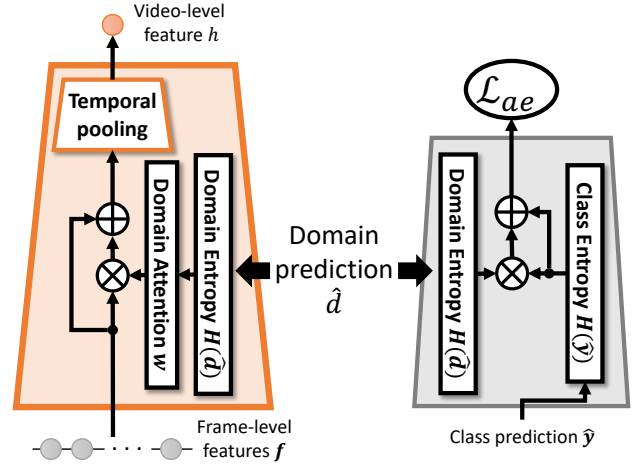 Video-level
feature h
Temporal
pooling
Domain Attention w
Domain Entropy H(d̂)
Frame-level
features f
Domain
prediction
d̂
ℒae
Domain Entropy H(d̂)
Class Entropy H(ŷ)
Class prediction ŷ